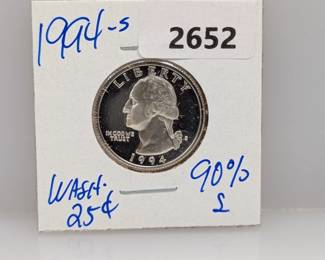 1994-s
2652
LIBERTY
IN GOD WE
TRUST
1994
WASH.
25¢
90%
S